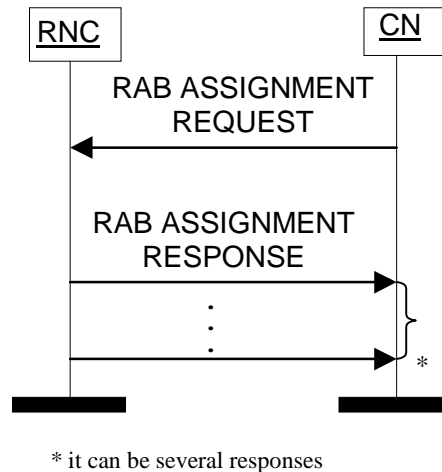 RNC
CN
RAB ASSIGNMENT
REQUEST
RAB ASSIGNMENT
RESPONSE
*
* it can be several responses